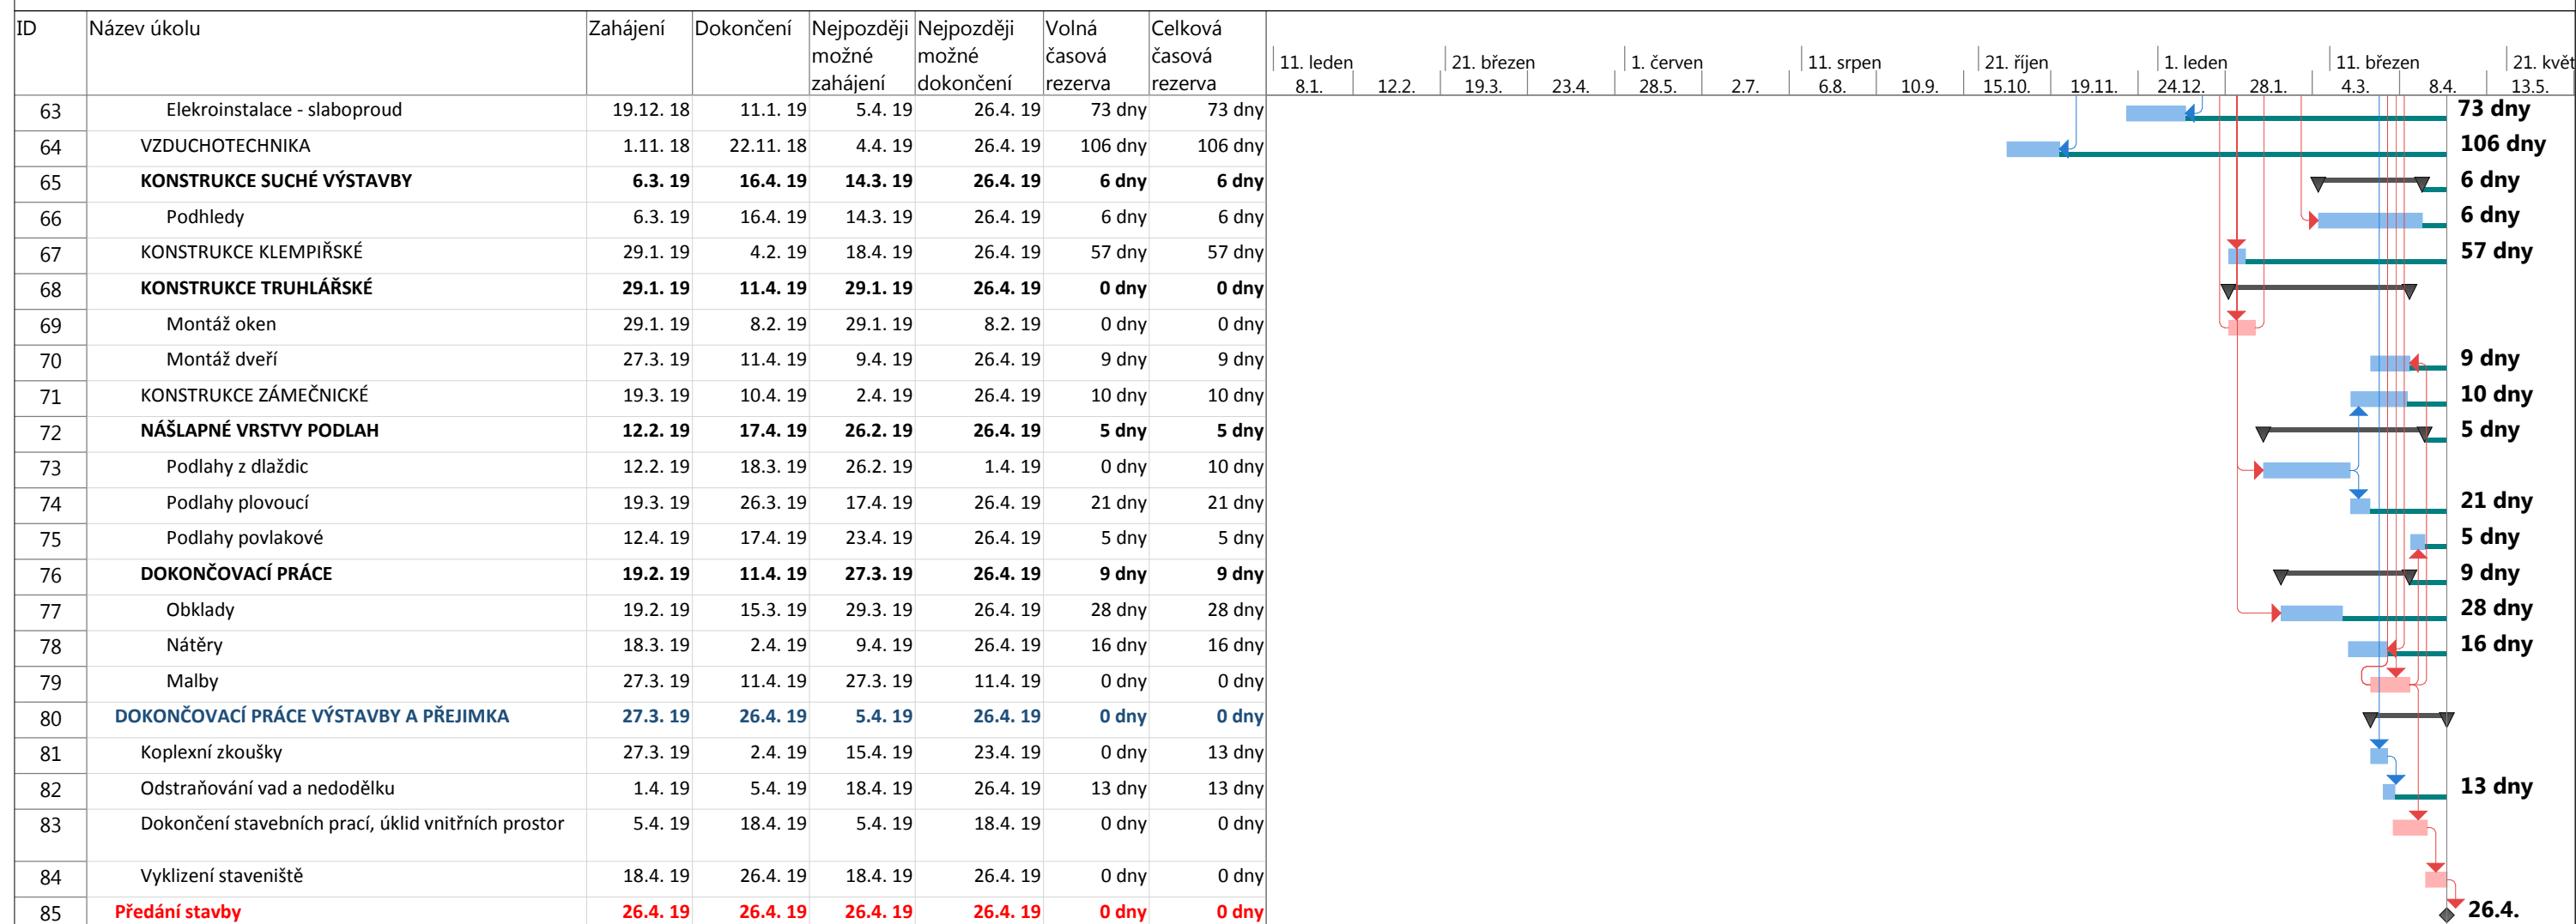 ID Název úkolu Zahájení Dokončení Nejpozději Nejpozději Volná Celková
možné možné časová časová
zahájení dokončení rezerva rezerva
11. leden 21. březen 1. červen 11. srpen 21. říjen 1. leden 11. březen 21. květ
8.1. 12.2. 19.3. 23.4. 28.5. 2.7. 6.8. 10.9. 15.10. 19.11. 24.12. 28.1. 4.3. 8.4. 13.5.
63 Elekroinstalace - slaboproud 19.12. 18 11.1. 19 5.4. 19 26.4. 19 73 dny 73 dny 73 dny
64 VZDUCHOTECHNIKA 1.11. 18 22.11. 18 4.4. 19 26.4. 19 106 dny 106 dny 106 dny
65 KONSTRUKCE SUCHÉ VÝSTAVBY 6.3. 19 16.4. 19 14.3. 19 26.4. 19 6 dny 6 dny 6 dny
66 Podhledy 6.3. 19 16.4. 19 14.3. 19 26.4. 19 6 dny 6 dny 6 dny
67 KONSTRUKCE KLEMPIŘSKÉ 29.1. 19 4.2. 19 18.4. 19 26.4. 19 57 dny 57 dny 57 dny
68 KONSTRUKCE TRUHLÁŘSKÉ 29.1. 19 11.4. 19 29.1. 19 26.4. 19 0 dny 0 dny
69 Montáž oken 29.1. 19 8.2. 19 29.1. 19 8.2. 19 0 dny 0 dny
70 Montáž dveří 27.3. 19 11.4. 19 9.4. 19 26.4. 19 9 dny 9 dny 9 dny
71 KONSTRUKCE ZÁMEČNICKÉ 19.3. 19 10.4. 19 2.4. 19 26.4. 19 10 dny 10 dny 10 dny
72 NÁŠLAPNÉ VRSTVY PODLAH 12.2. 19 17.4. 19 26.2. 19 26.4. 19 5 dny 5 dny 5 dny
73 Podlahy z dlaždic 12.2. 19 18.3. 19 26.2. 19 1.4. 19 0 dny 10 dny
74 Podlahy plovoucí 19.3. 19 26.3. 19 17.4. 19 26.4. 19 21 dny 21 dny 21 dny
75 Podlahy povlakové 12.4. 19 17.4. 19 23.4. 19 26.4. 19 5 dny 5 dny 5 dny
76 DOKONČOVACÍ PRÁCE 19.2. 19 11.4. 19 27.3. 19 26.4. 19 9 dny 9 dny 9 dny
77 Obklady 19.2. 19 15.3. 19 29.3. 19 26.4. 19 28 dny 28 dny 28 dny
78 Nátěry 18.3. 19 2.4. 19 9.4. 19 26.4. 19 16 dny 16 dny 16 dny
79 Malby 27.3. 19 11.4. 19 27.3. 19 11.4. 19 0 dny 0 dny
80 DOKONČOVACÍ PRÁCE VÝSTAVBY A PŘEJIMKA 27.3. 19 26.4. 19 5.4. 19 26.4. 19 0 dny 0 dny
81 Koplexní zkoušky 27.3. 19 2.4. 19 15.4. 19 23.4. 19 0 dny 13 dny
82 Odstraňování vad a nedodělku 1.4. 19 5.4. 19 18.4. 19 26.4. 19 13 dny 13 dny 13 dny
83 Dokončení stavebních prací, úklid vnitřních prostor 5.4. 19 18.4. 19 5.4. 19 18.4. 19 0 dny 0 dny
84 Vyklizení staveniště 18.4. 19 26.4. 19 18.4. 19 26.4. 19 0 dny 0 dny
85 Předání stavby 26.4. 19 26.4. 19 26.4. 19 26.4. 19 0 dny 0 dny 26.4.